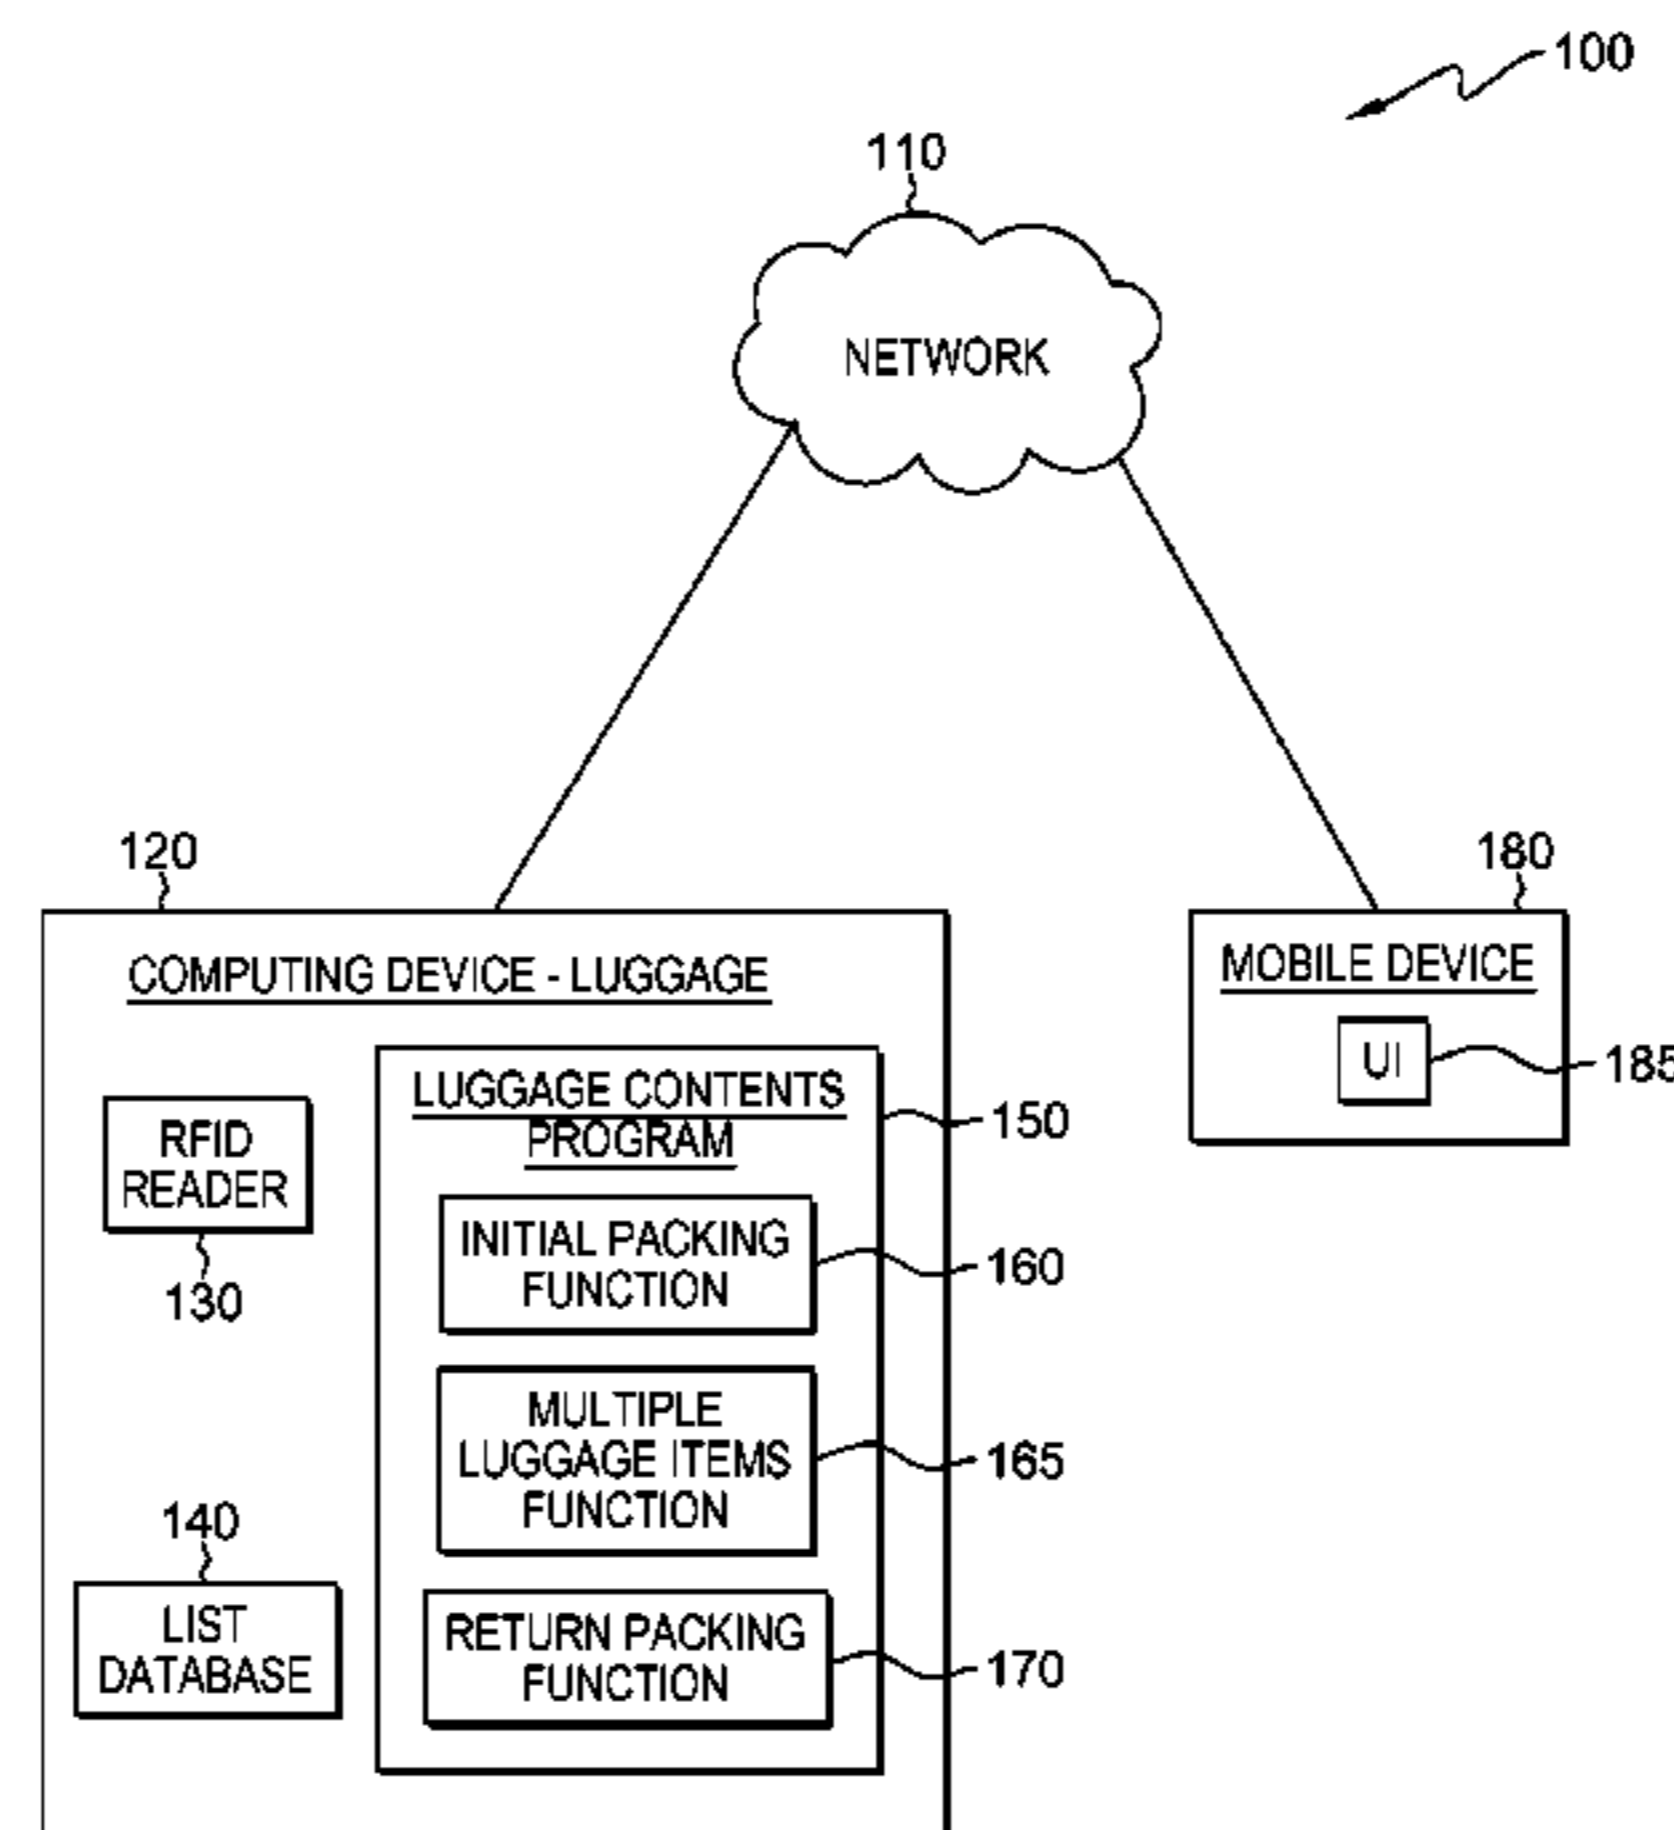 100
110
NETWORK
120
180
COMPUTING DEVICE - LUGGAGE
MOBILE DEVICE
UI
185
LUGGAGE CONTENTS
PROGRAM
150
RFID
READER
130
INITIAL PACKING
FUNCTION
160
MULTIPLE
LUGGAGE ITEMS
FUNCTION
165
140
LIST
DATABASE
RETURN PACKING
FUNCTION
170